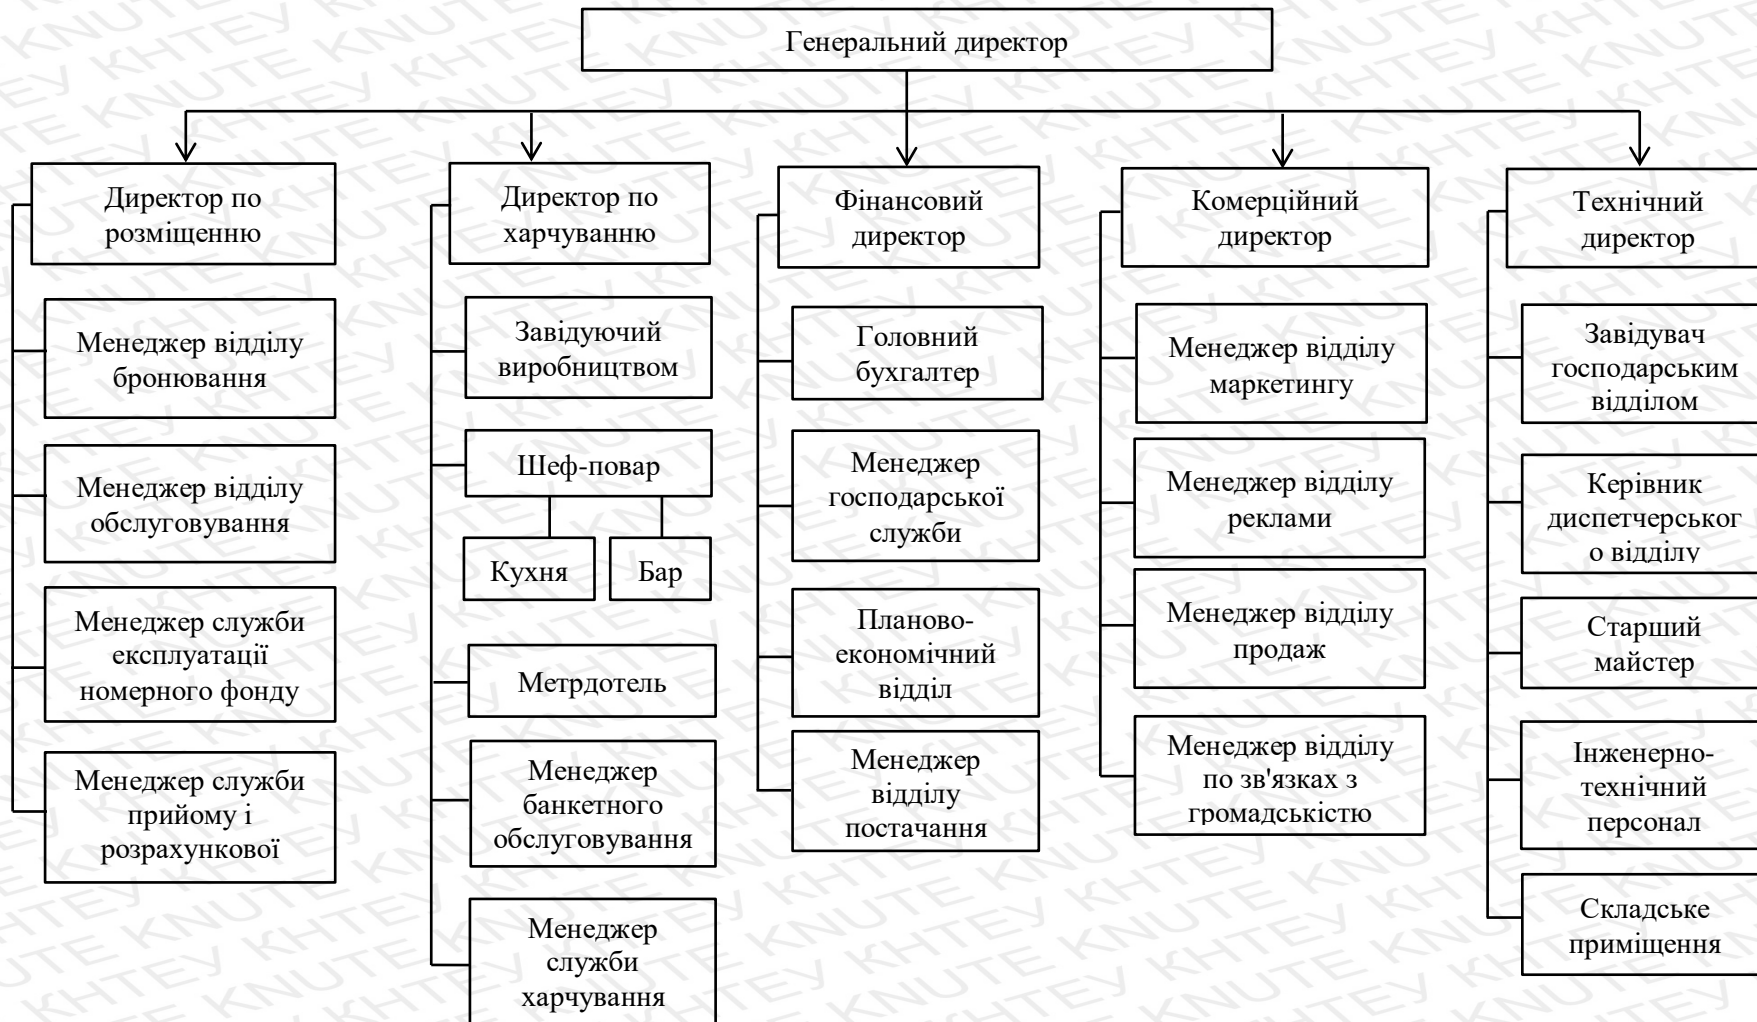 Генеральний директор
Директор по
розміщенню
Менеджер відділу
бронювання
Менеджер відділу
обслуговування
Менеджер служби
експлуатації
номерного фонду
Менеджер служби
прийому і
розрахункової
Директор по
харчуванню
Завідуючий
виробництвом
Шеф-повар
Кухня
Бар
Метрдотель
Менеджер
банкетного
обслуговування
Менеджер
служби
харчування
Фінансовий
директор
Головний
бухгалтер
Менеджер
господарської
служби
Планово-
економічний
відділ
Менеджер
відділу
постачання
Комерційний
директор
Менеджер відділу
маркетингу
Менеджер відділу
реклами
Менеджер відділу
продаж
Менеджер відділу
по зв'язках з
громадськістю
Технічний
директор
Завідувач
господарським
відділом
Керівник
диспетчерськог
о відділу
Старший
майстер
Інженерно-
технічний
персонал
Складське
приміщення
KNUTE KHTEY